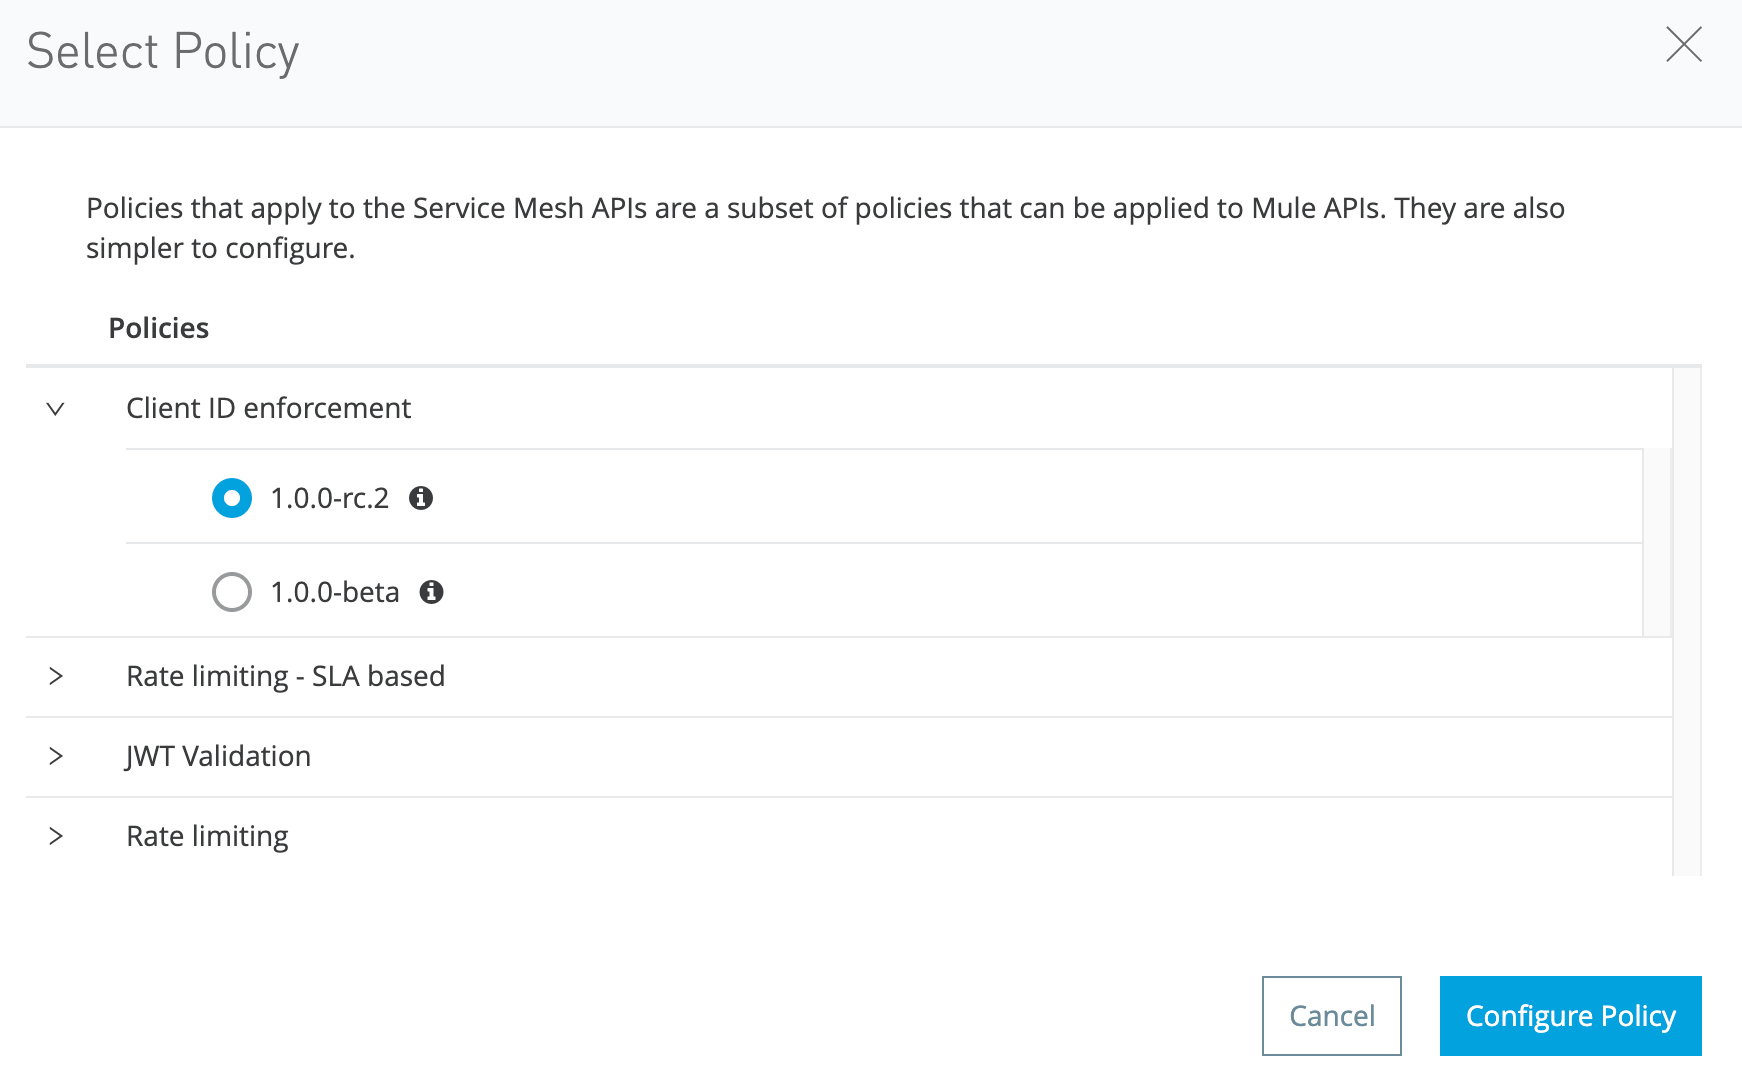 Select Policy
Policies that apply to the Service Mesh APIs are a subset of policies that can be applied to Mule APIs. They are also
simpler to configure.
Policies
Client ID enforcement
1.0.0-rc.2
1.0.0-beta
Rate limiting - SLA based
JWT Validation
Rate limiting
Cancel
Configure Policy